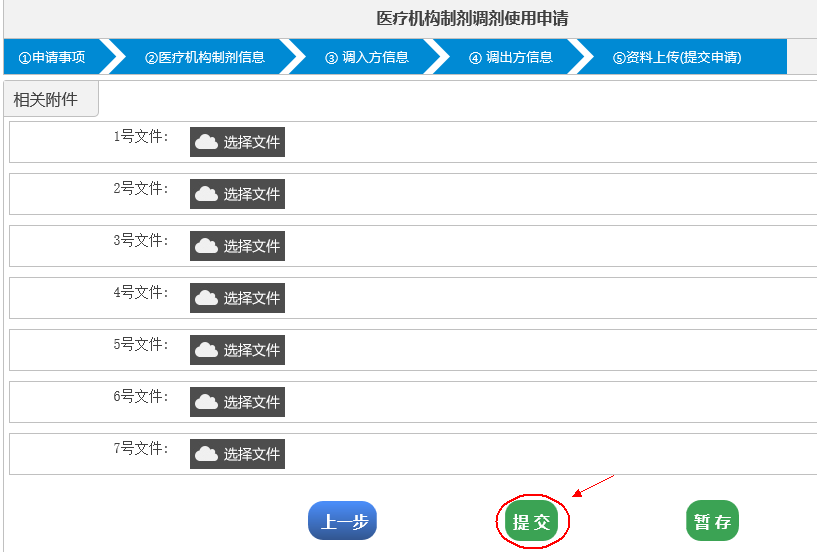 医疗机构制剂调剂使用申请
①申请事项 ②医疗机构制剂信息 ③ 调入方信息 ④ 调出方信息 ⑤资料上传(提交申请)
相关附件
1号文件: 选择文件
2号文件: 选择文件
3号文件: 选择文件
4号文件: 选择文件
5号文件: 选择文件
6号文件: 选择文件
7号文件: 选择文件
上一步 提交 暂存